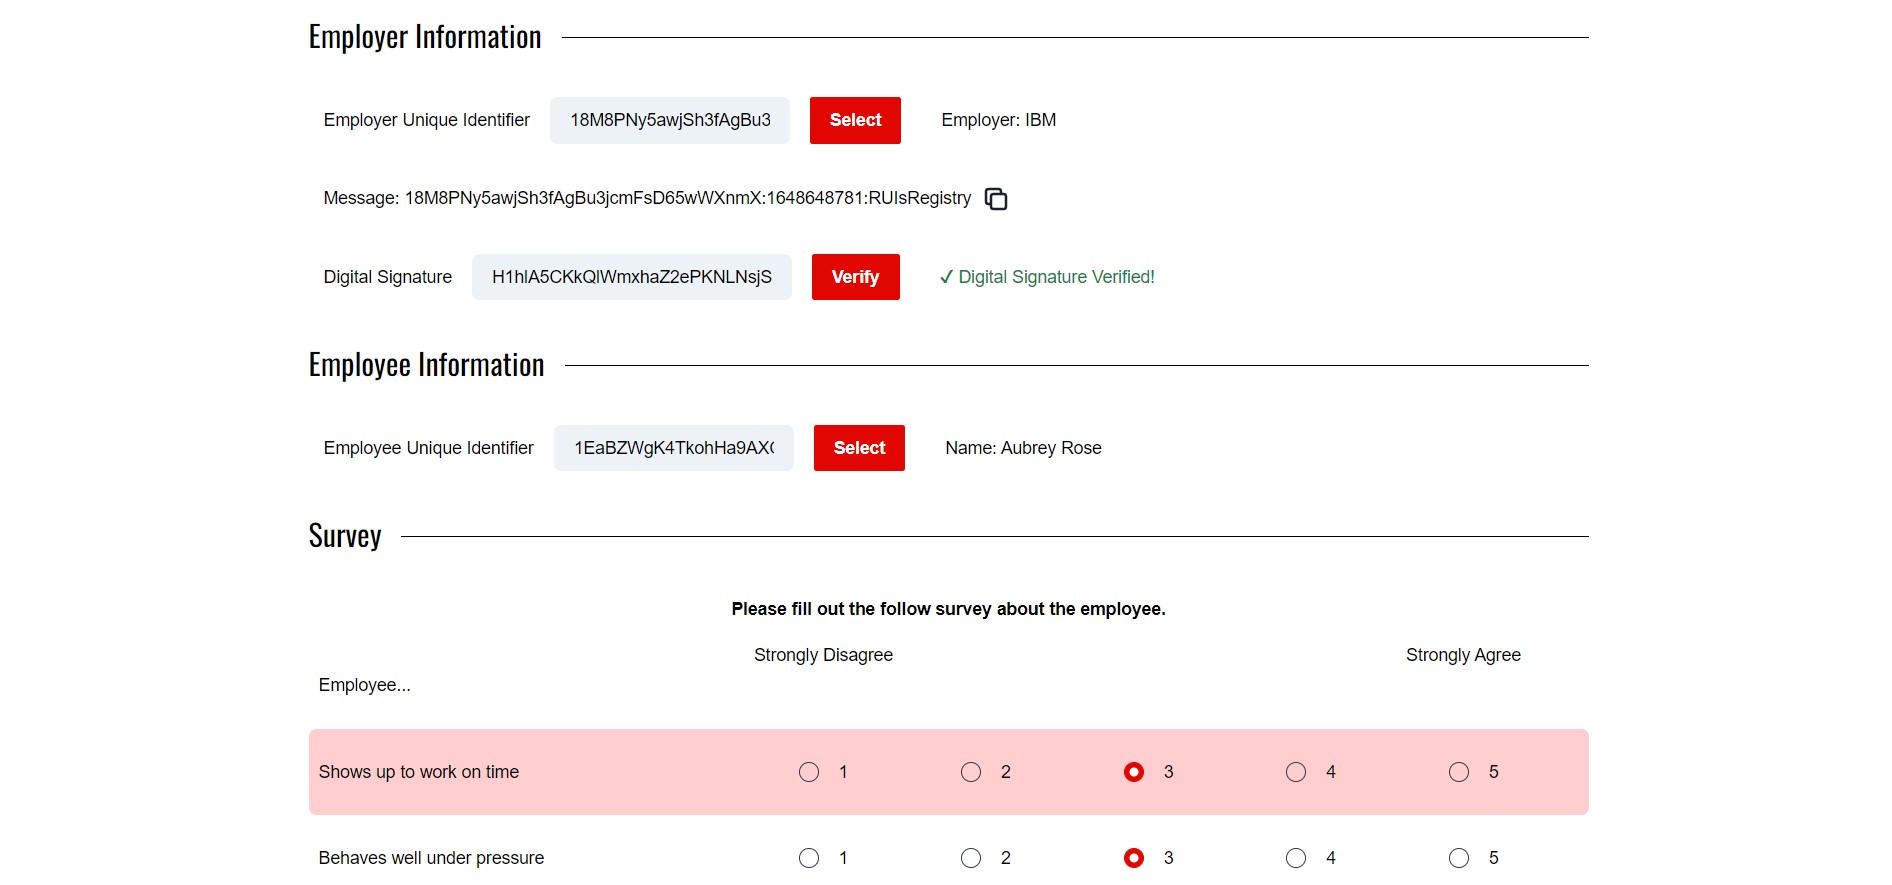 Employer Information
Employer Unique Identifier 18M8PNy5awjSh3fAgBu3 Select Employer: IBM
Message: 18M8PNy5awjSh3fAgBu3jcmFsD65wWXnmX:1648648781:RUIsRegistry
Digital Signature H1hlA5CKkQlWmxhaZ2ePKNLNsjS Verify ✓ Digital Signature Verified!
Employee Information
Employee Unique Identifier 1EaBZWgK4TkohHa9AX Select Name: Aubrey Rose
Survey
Please fill out the follow survey about the employee.
Strongly Disagree Strongly Agree
Employee...
Shows up to work on time 1 2 3 4 5
Behaves well under pressure 1 2 3 4 5